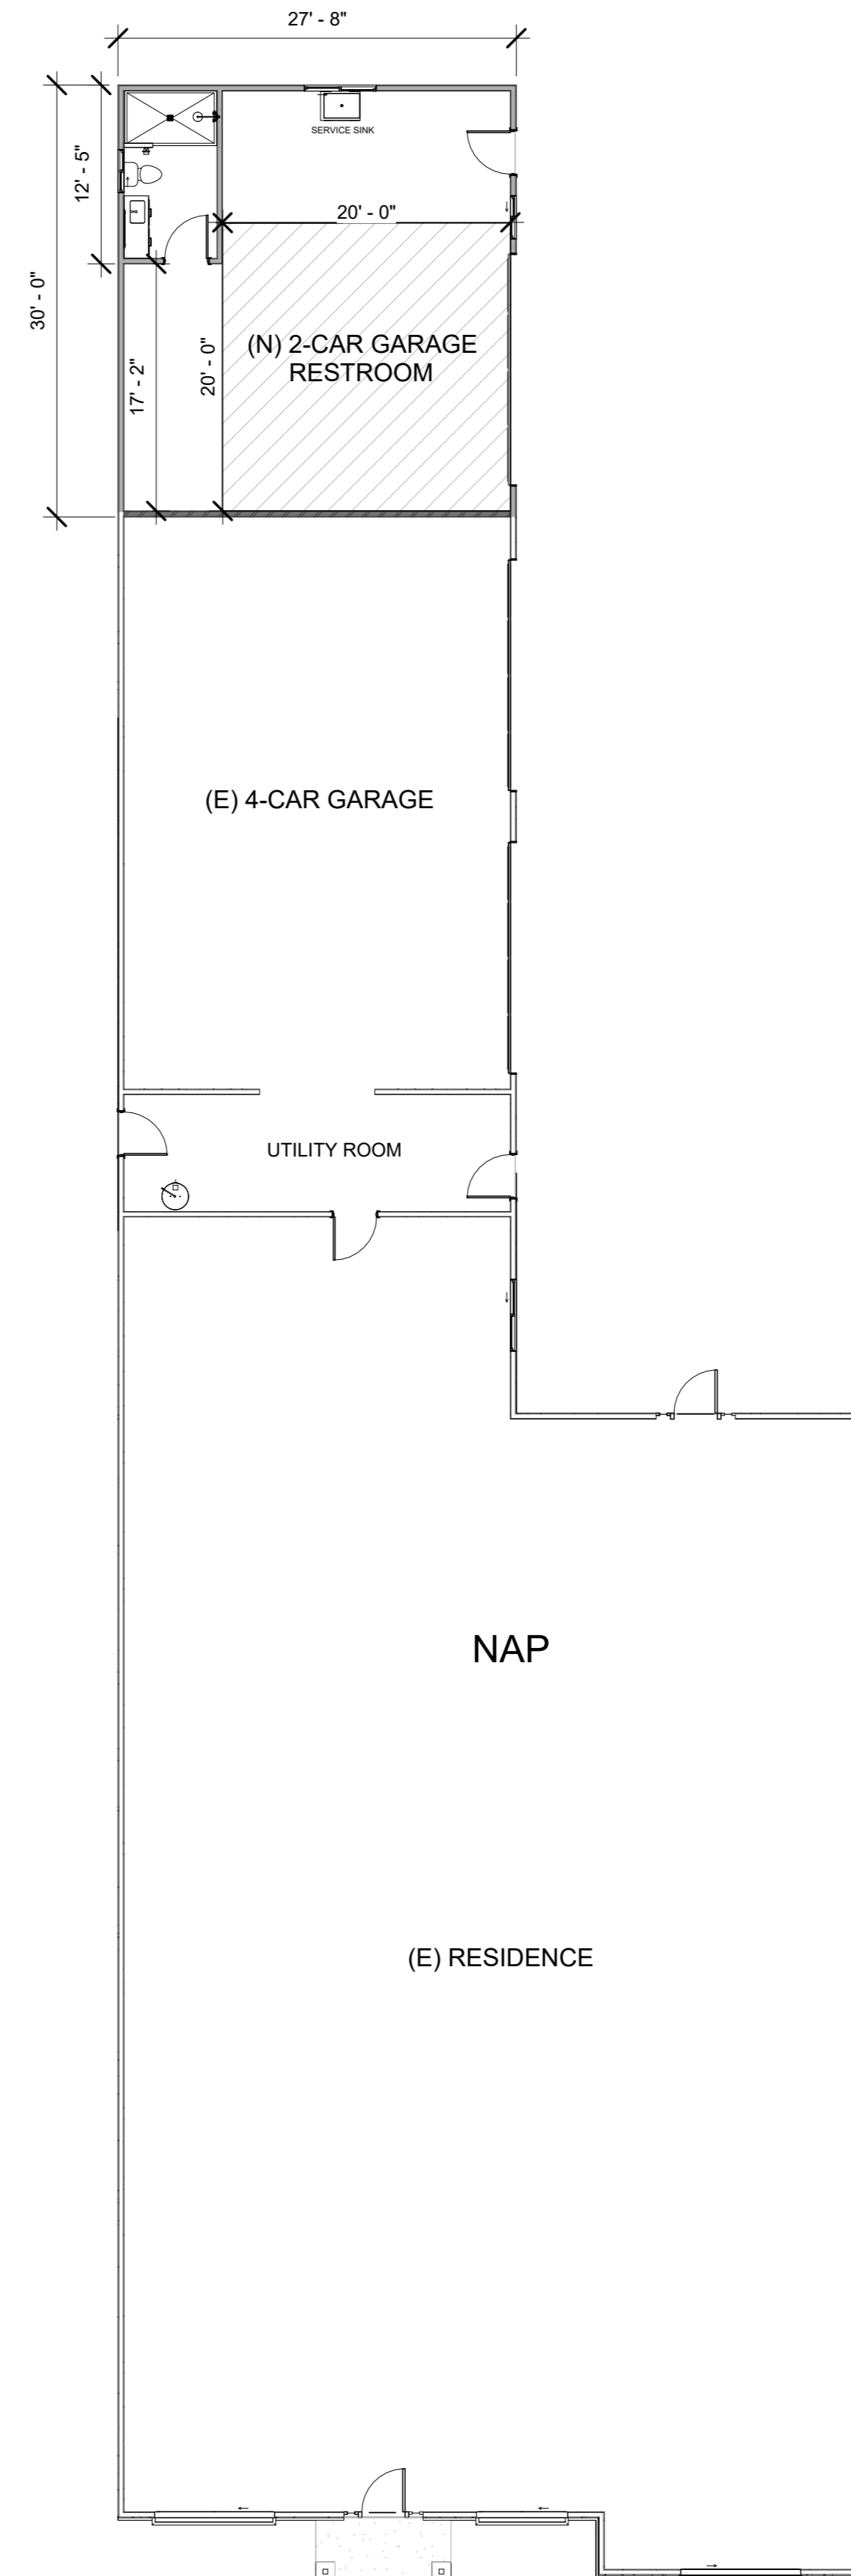 27' - 8"
12' - 5"
SERVICE SINK
20' - 0"
30' - 0"
17' - 2"
20' - 0"
(N) 2-CAR GARAGE
RESTROOM
(E) 4-CAR GARAGE
UTILITY ROOM
NAP
(E) RESIDENCE